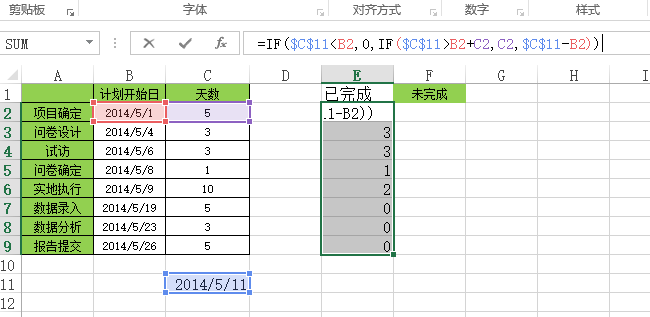 剪贴板 字体 对齐方式 数字 样式
SUM =IF($C$11<B2,0,IF($C$11>B2+C2,C2,$C$11-B2))
A B C D E F G H I
1 计划开始日 天数 已完成 未完成
2 项目确定 2014/5/1 5 .1-B2))
3 问卷设计 2014/5/4 3 3
4 试访 2014/5/6 3 3
5 问卷确定 2014/5/8 1 1
6 实地执行 2014/5/9 10 2
7 数据录入 2014/5/19 5 0
8 数据分析 2014/5/23 3 0
9 报告提交 2014/5/26 5 0
10
11 2014/5/11
12